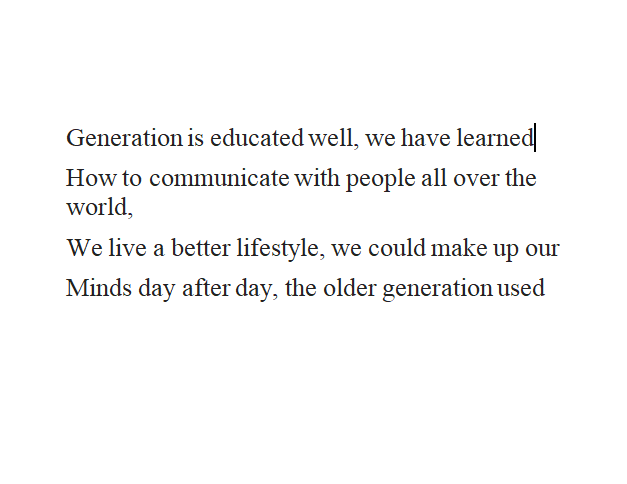 Generation is educated well, we have learned
How to communicate with people all over the
world,
We live a better lifestyle, we could make up our
Minds day after day, the older generation used